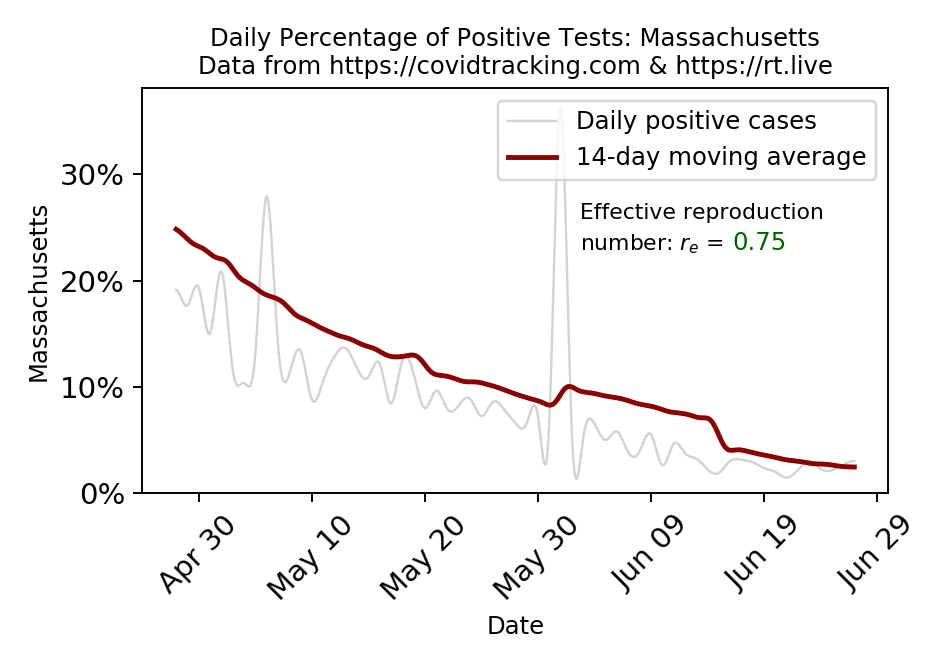 Daily Percentage of Positive Tests: Massachusetts
Data from https://covidtracking.com & https://rt.live
Daily positive cases
14-day moving average
Effective reproduction
number: rₑ = 0.75
Massachusetts
30%
20%
10%
0%
Apr 30
May 10
May 20
May 30
Jun 09
Jun 19
Jun 29
Date